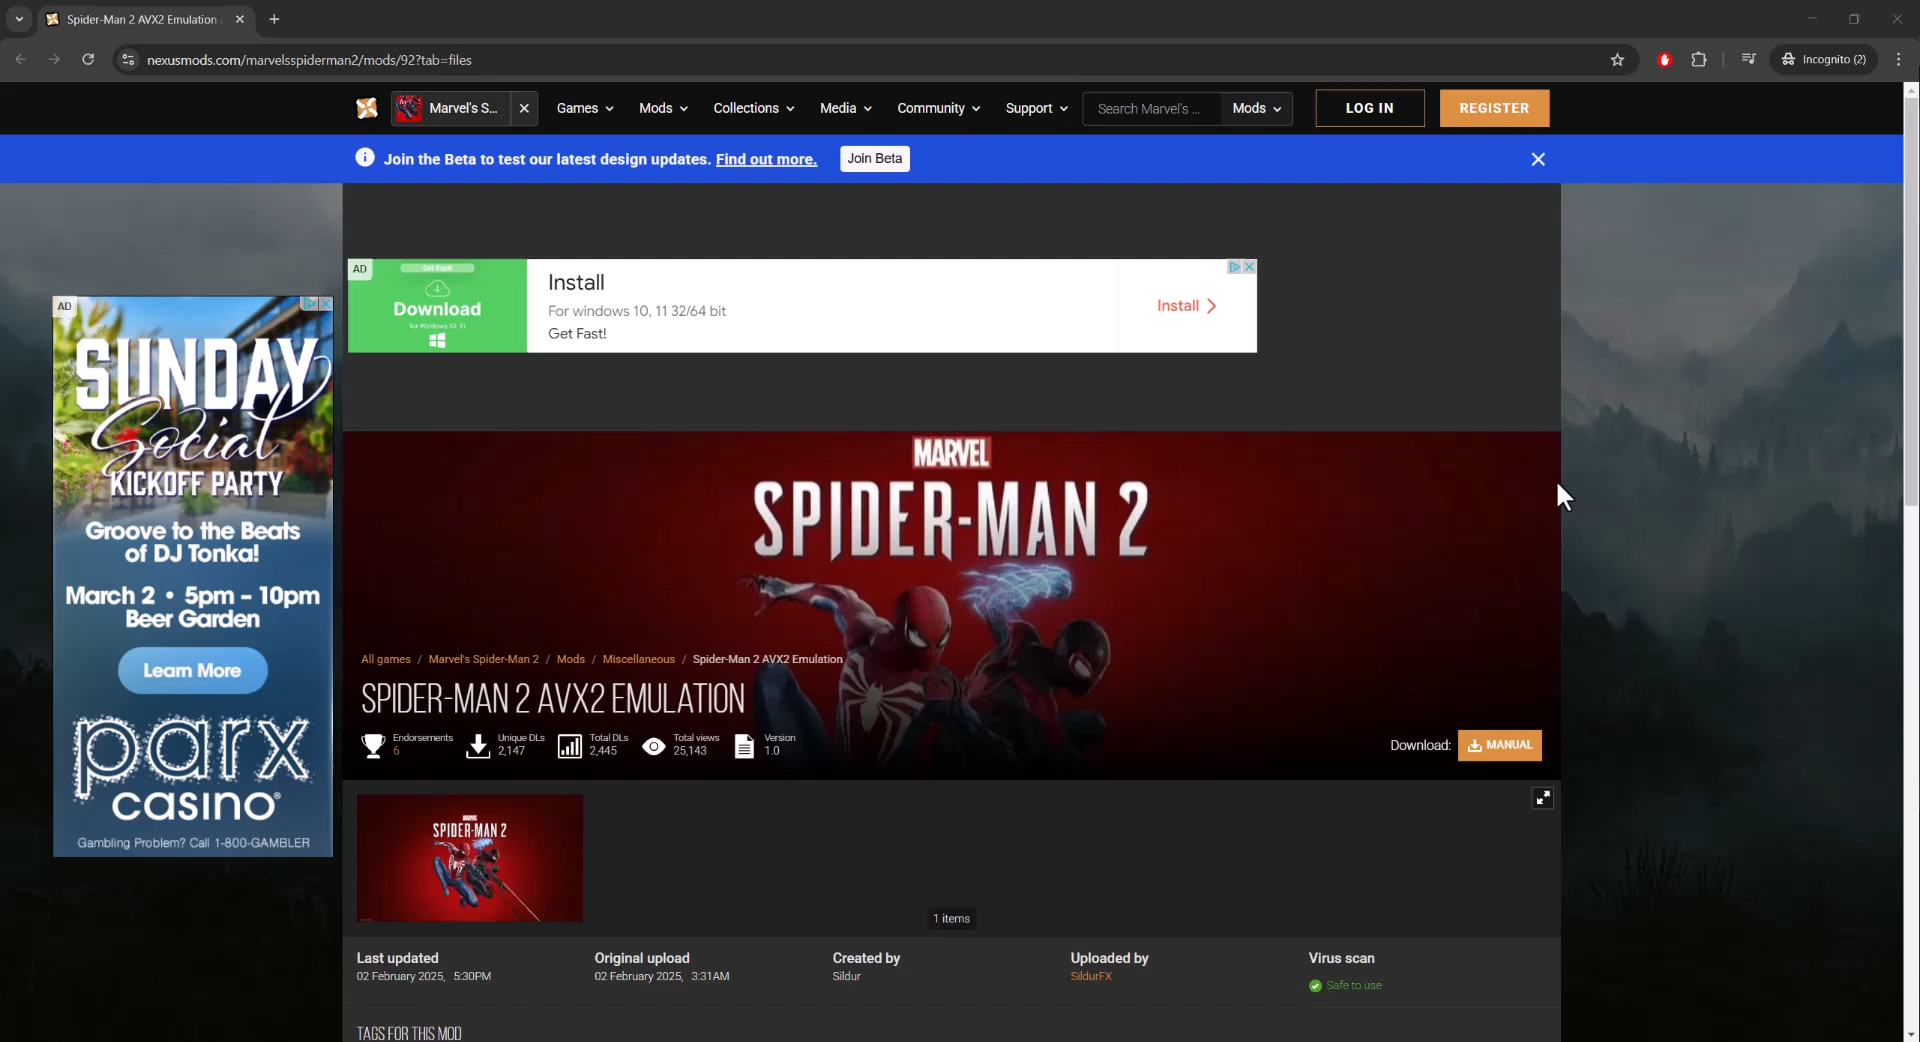 Spider-Man 2 AVX2 Emulation
nexusmods.com/marvelsspiderman2/mods/92?tab=files
Incognito (2)
Marvel's S...
Games
Mods
Collections
Media
Community
Support
Search Marvel's ...
Mods
LOG IN
REGISTER
Join the Beta to test our latest design updates. Find out more.
Join Beta
AD
Get Fast!
Download
for Windows 10, 11
Install
For windows 10, 11 32/64 bit
Get Fast!
Install
AD
SUNDAY
Social
KICKOFF PARTY
Groove to the Beats
of DJ Tonka!
March 2 • 5pm - 10pm
Beer Garden
Learn More
parx
casino®
Gambling Problem? Call 1-800-GAMBLER
MARVEL
SPIDER-MAN 2
All games / Marvel's Spider-Man 2 / Mods / Miscellaneous / Spider-Man 2 AVX2 Emulation
SPIDER-MAN 2 AVX2 EMULATION
Endorsements
6
Unique DLs
2,147
Total DLs
2,445
Total views
25,143
Version
1.0
Download:
MANUAL
MARVEL
SPIDER-MAN 2
1 items
Last updated
02 February 2025, 5:30PM
Original upload
02 February 2025, 3:31AM
Created by
Sildur
Uploaded by
SildurFX
Virus scan
Safe to use
TAGS FOR THIS MOD